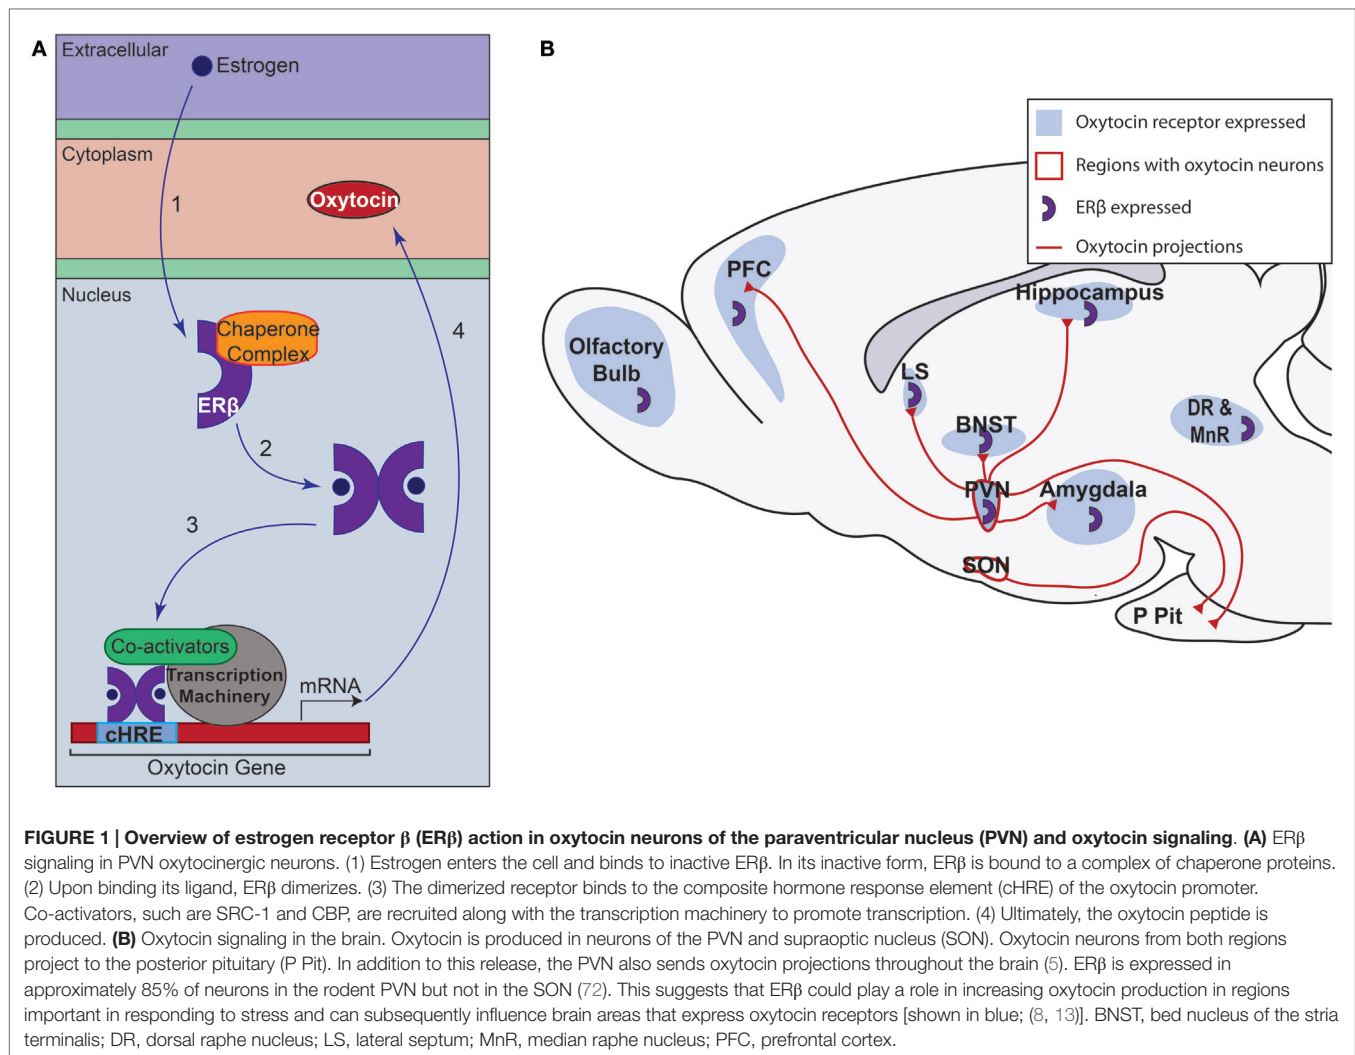 A
Extracellular
Estrogen
Cytoplasm
1
Oxytocin
Nucleus
Chaperone
Complex
ERβ
2
4
3
Co-activators
Transcription
Machinery
mRNA
cHRE
Oxytocin Gene
B
Oxytocin receptor expressed
Regions with oxytocin neurons
ERβ expressed
Oxytocin projections
PFC
Hippocampus
Olfactory
Bulb
LS
BNST
DR &
MnR
PVN
Amygdala
SON
P Pit
FIGURE 1 | Overview of estrogen receptor β (ERβ) action in oxytocin neurons of the paraventricular nucleus (PVN) and oxytocin signaling. (A) ERβ
signaling in PVN oxytocinergic neurons. (1) Estrogen enters the cell and binds to inactive ERβ. In its inactive form, ERβ is bound to a complex of chaperone proteins.
(2) Upon binding its ligand, ERβ dimerizes. (3) The dimerized receptor binds to the composite hormone response element (cHRE) of the oxytocin promoter.
Co-activators, such are SRC-1 and CBP, are recruited along with the transcription machinery to promote transcription. (4) Ultimately, the oxytocin peptide is
produced. (B) Oxytocin signaling in the brain. Oxytocin is produced in neurons of the PVN and supraoptic nucleus (SON). Oxytocin neurons from both regions
project to the posterior pituitary (P Pit). In addition to this release, the PVN also sends oxytocin projections throughout the brain (5). ERβ is expressed in
approximately 85% of neurons in the rodent PVN but not in the SON (72). This suggests that ERβ could play a role in increasing oxytocin production in regions
important in responding to stress and can subsequently influence brain areas that express oxytocin receptors [shown in blue; (8, 13)]. BNST, bed nucleus of the stria
terminalis; DR, dorsal raphe nucleus; LS, lateral septum; MnR, median raphe nucleus; PFC, prefrontal cortex.